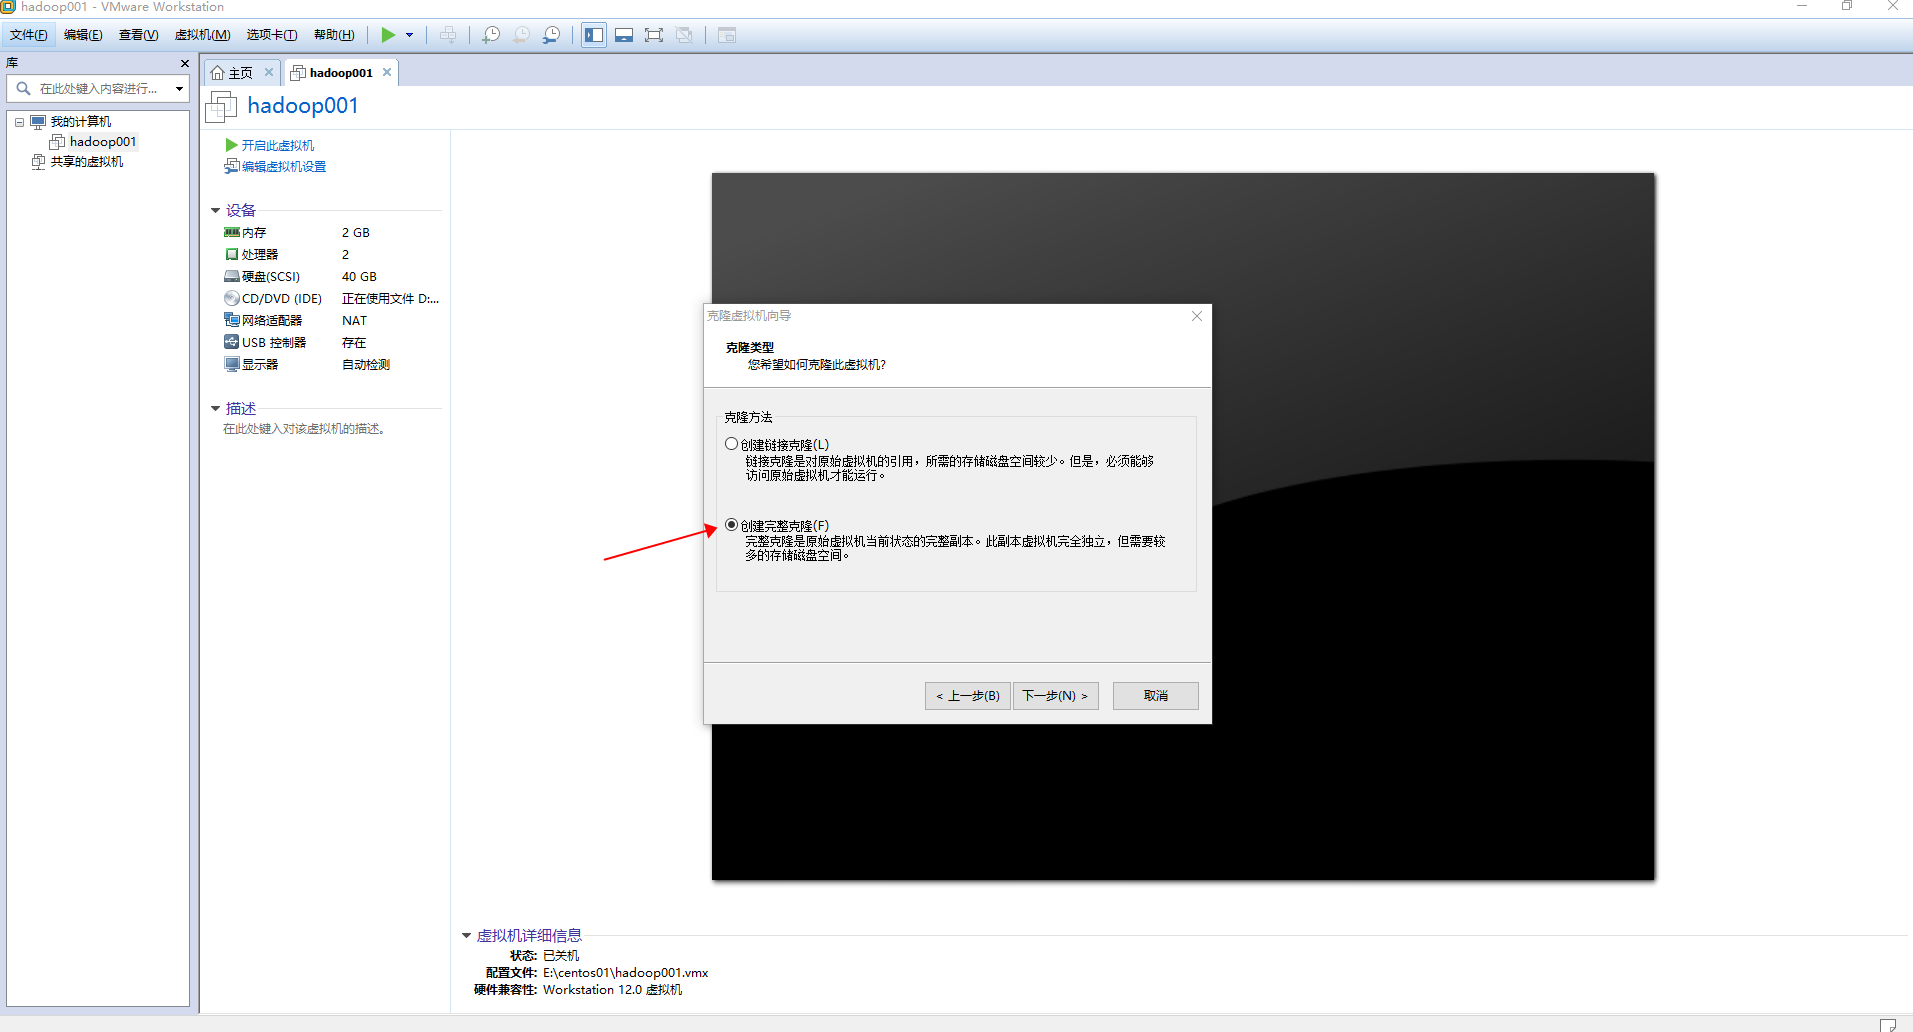 hadoop001 - VMware Workstation
文件(F) 编辑(E) 查看(V) 虚拟机(M) 选项卡(T) 帮助(H)
库
在此处键入内容进行...
我的计算机
hadoop001
共享的虚拟机
主页
hadoop001
hadoop001
开启此虚拟机
编辑虚拟机设置
设备
内存 2 GB
处理器 2
硬盘(SCSI) 40 GB
CD/DVD (IDE) 正在使用文件 D:...
网络适配器 NAT
USB 控制器 存在
显示器 自动检测
描述
在此处键入对该虚拟机的描述。
克隆虚拟机向导
克隆类型
您希望如何克隆此虚拟机?
克隆方法
创建链接克隆(L)
链接克隆是对原始虚拟机的引用，所需的存储磁盘空间较少。但是，必须能够
访问原始虚拟机才能运行。
创建完整克隆(F)
完整克隆是原始虚拟机当前状态的完整副本。此副本虚拟机完全独立，但需要较
多的存储磁盘空间。
< 上一步(B) 下一步(N) > 取消
虚拟机详细信息
状态: 已关机
配置文件: E:\centos01\hadoop001.vmx
硬件兼容性: Workstation 12.0 虚拟机